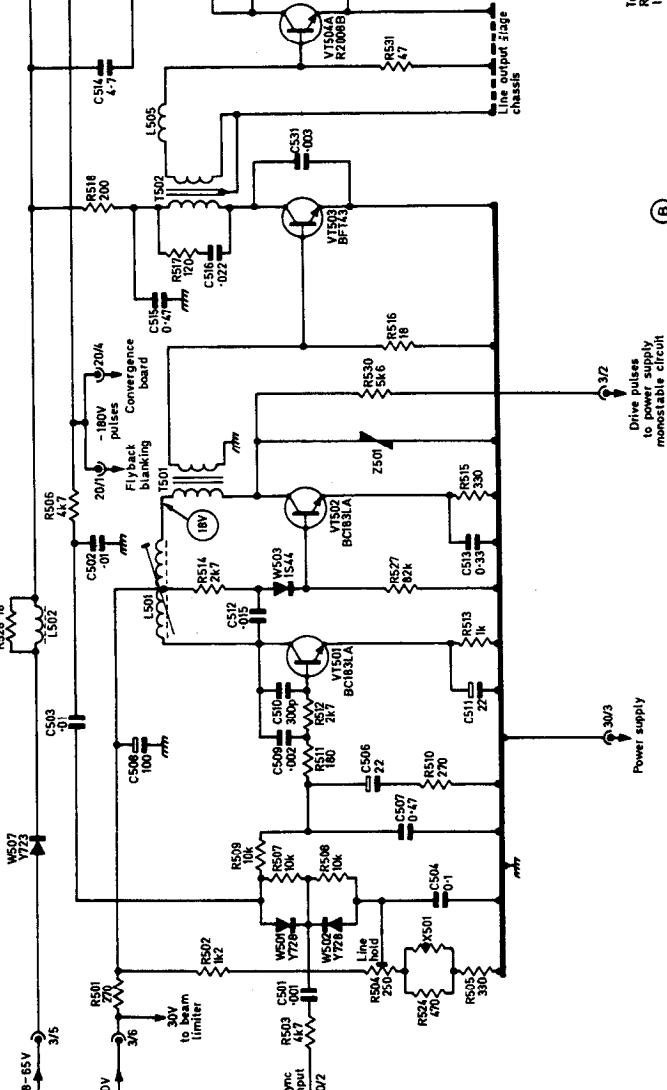 VT504A
R2008B
R531
47
Line output stage
chassis
C514
4·7
L505
C531
·003
R518
200
T502
VT503
BFT43
R517
120
C516
·022
C515
0·47
R516
18
20/4
Convergence
board
-180V
pulses
20/1
Flyback
blanking
R530
5k6
3/2
Drive pulses
to power supply
monostable circuit
T501
Z501
R506
4k7
18V
VT502
BC183LA
R515
330
C502
·01
R514
2k7
W503
1S44
C513
0·33
R527
82k
L501
C512
·015
L502
R513
1k
VT501
BC183LA
C503
·01
C510
300p
R512
2k7
C511
22
C508
100
C509
·002
R511
180
C506
22
R510
270
30/3
Power supply
W507
Y723
R509
10k
R507
10k
R508
10k
C507
0·47
C504
0·1
W501
Y728
W502
Y728
Line
hold
X501
R502
1k2
R501
270
C501
·001
R504
250
R524
470
R505
330
30V
to beam
limiter
R503
4k7
3/5
3/6
-65V
B